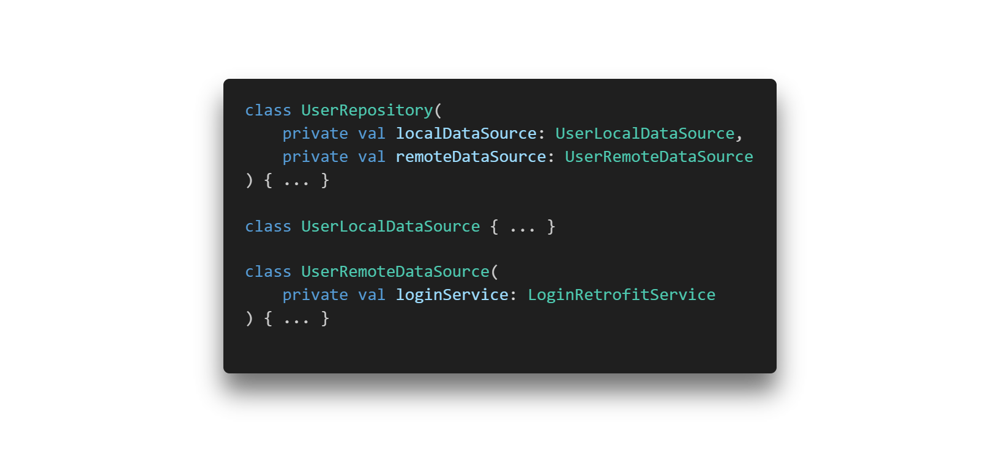 class UserRepository(
    private val localDataSource: UserLocalDataSource,
    private val remoteDataSource: UserRemoteDataSource
) { ... }
class UserLocalDataSource { ... }
class UserRemoteDataSource(
    private val loginService: LoginRetrofitService
) { ... }